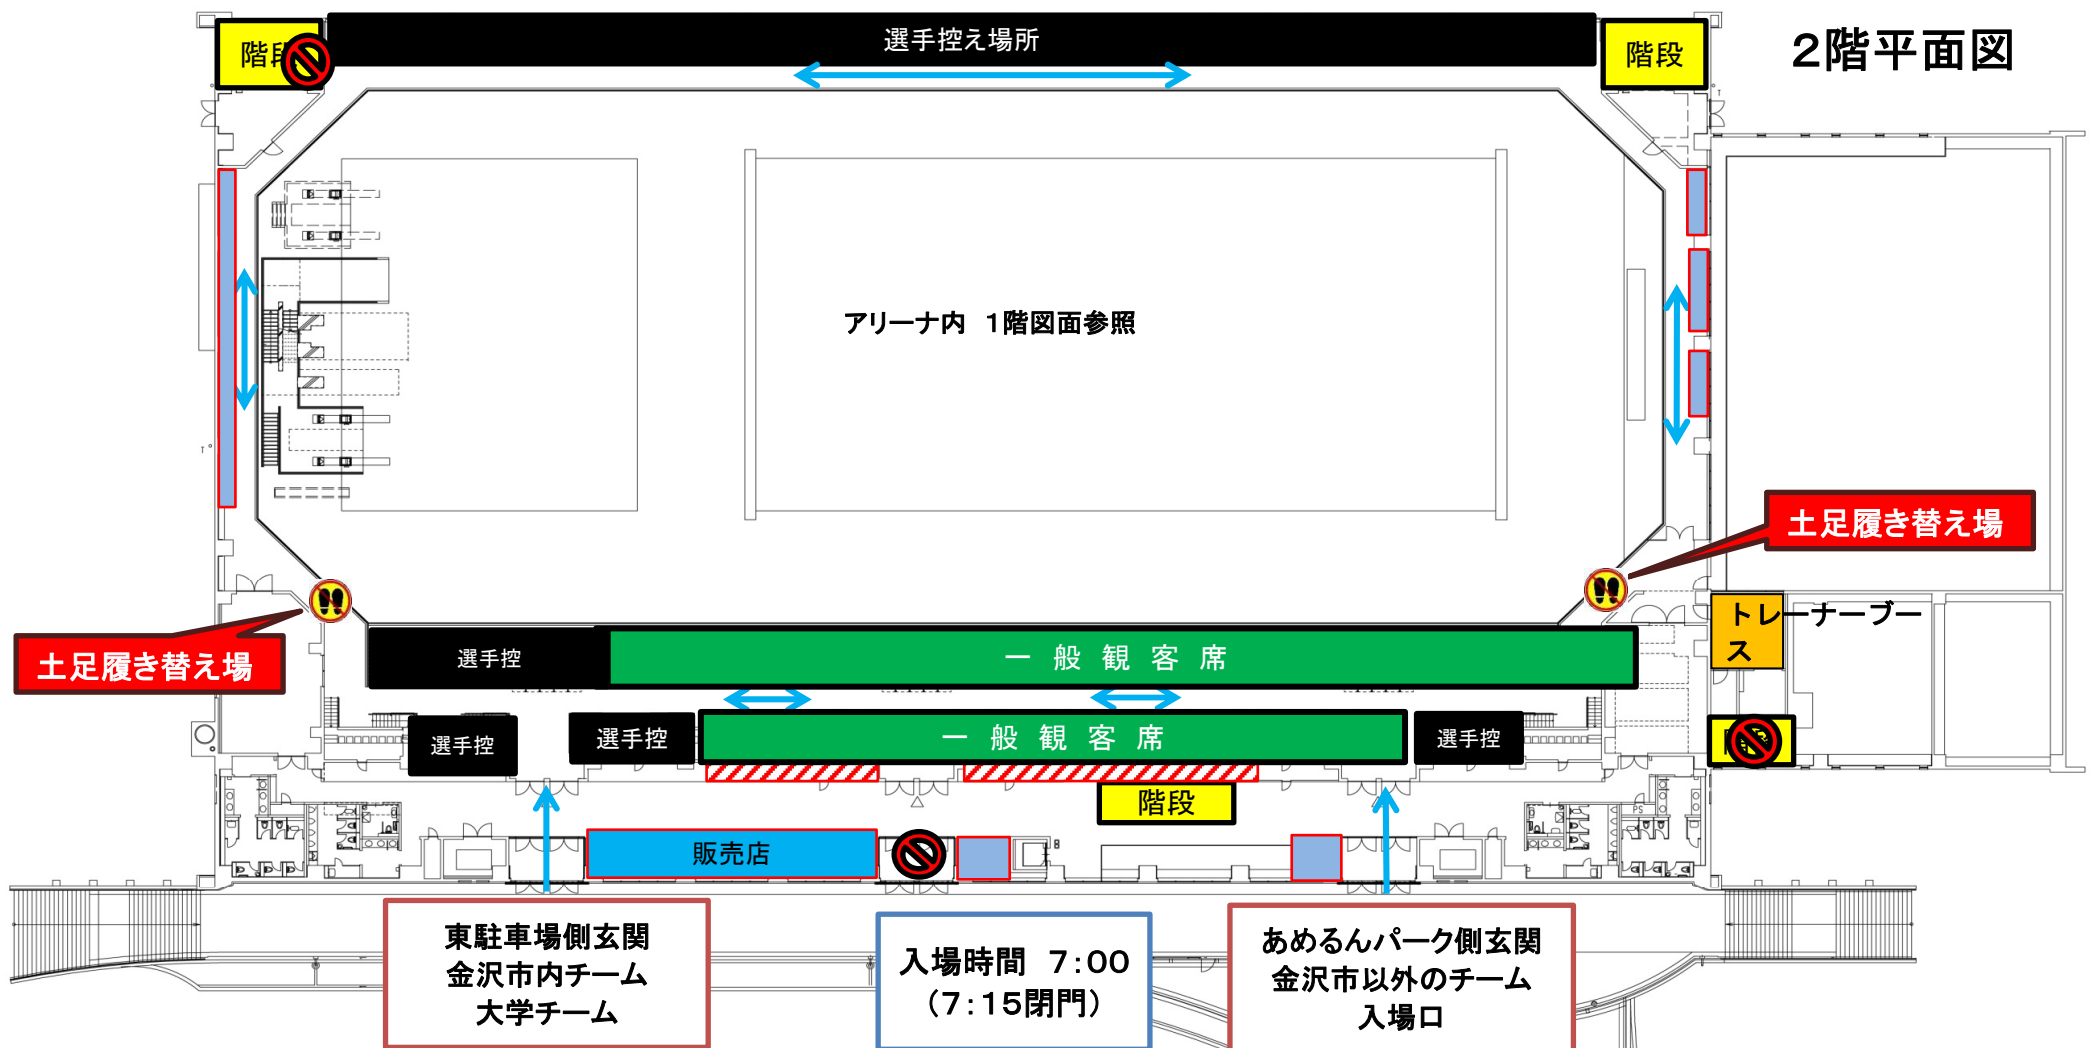 階段
選手控え場所
階段
2階平面図
アリーナ内 1階図面参照
土足履き替え場
土足履き替え場
トレーナーブー
ス
選手控
一般観客席
選手控
選手控
一般観客席
選手控
階段
販売店
PS
東駐車場側玄関
金沢市内チーム
大学チーム
入場時間 7:00
(7:15閉門)
あめるんパーク側玄関
金沢市以外のチーム
入場口